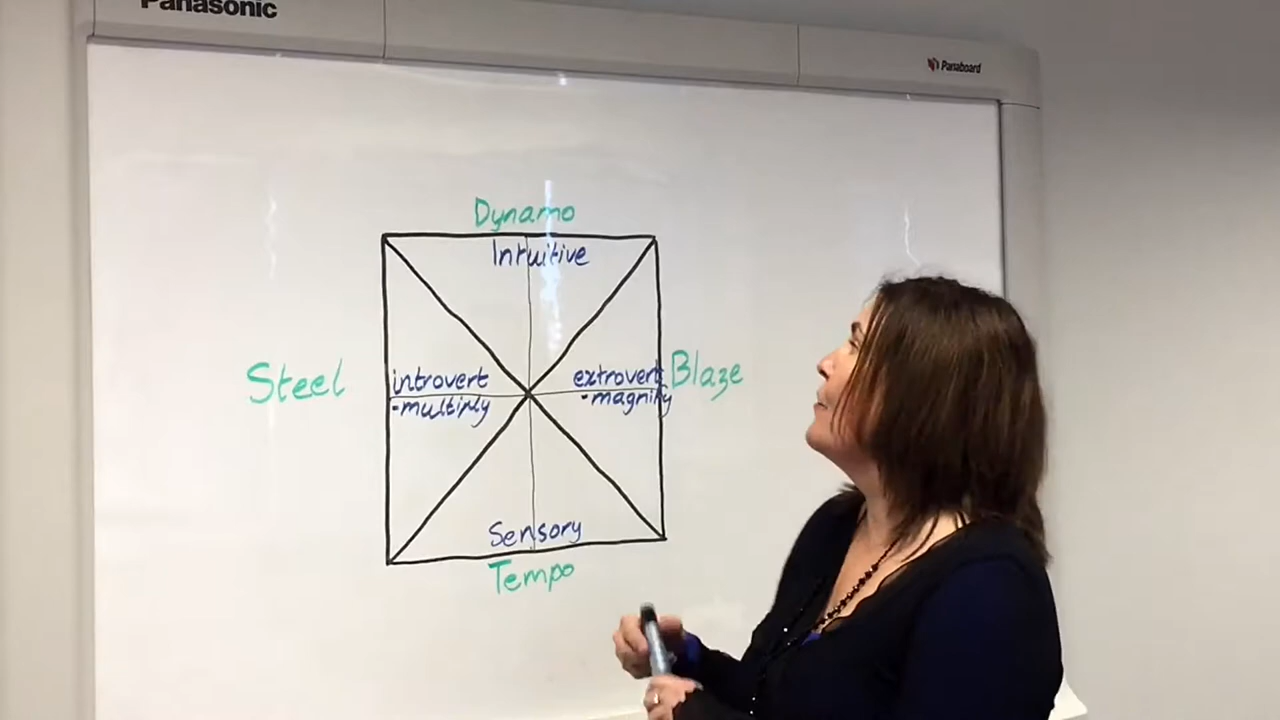 Panasonic
Panaboard
Dynamo
Intuitive
Steel
introvert
-multiply
extrovert
-magnify
Blaze
Sensory
Tempo